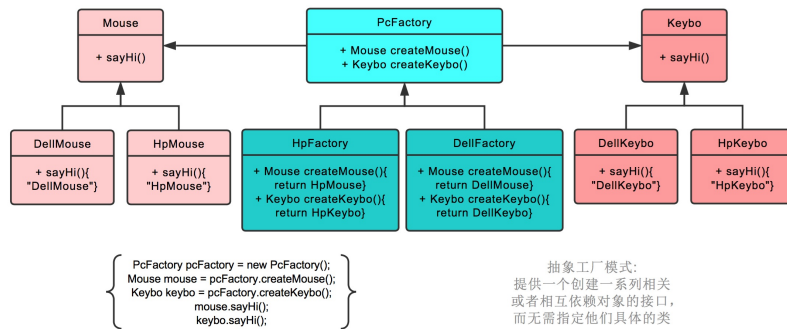 Mouse
+ sayHi()
PcFactory
+ Mouse createMouse()
+ Keybo createKeybo()
Keybo
+ sayHi()
DellMouse
+ sayHi(){
"DellMouse"}
HpMouse
+ sayHi(){
"HpMouse"}
HpFactory
+ Mouse createMouse(){
return HpMouse}
+ Keybo createKeybo(){
return HpKeybo}
DellFactory
+ Mouse createMouse(){
return DellMouse}
+ Keybo createKeybo(){
return DellKeybo}
DellKeybo
+ sayHi(){
"DellKeybo"}
HpKeybo
+ sayHi(){
"HpKeybo"}
PcFactory pcFactory = new PcFactory();
Mouse mouse = pcFactory.createMouse();
Keybo keybo = pcFactory.createKeybo();
mouse.sayHi();
keybo.sayHi();
抽象工厂模式:
提供一个创建一系列相关
或者相互依赖对象的接口,
而无需指定他们具体的类